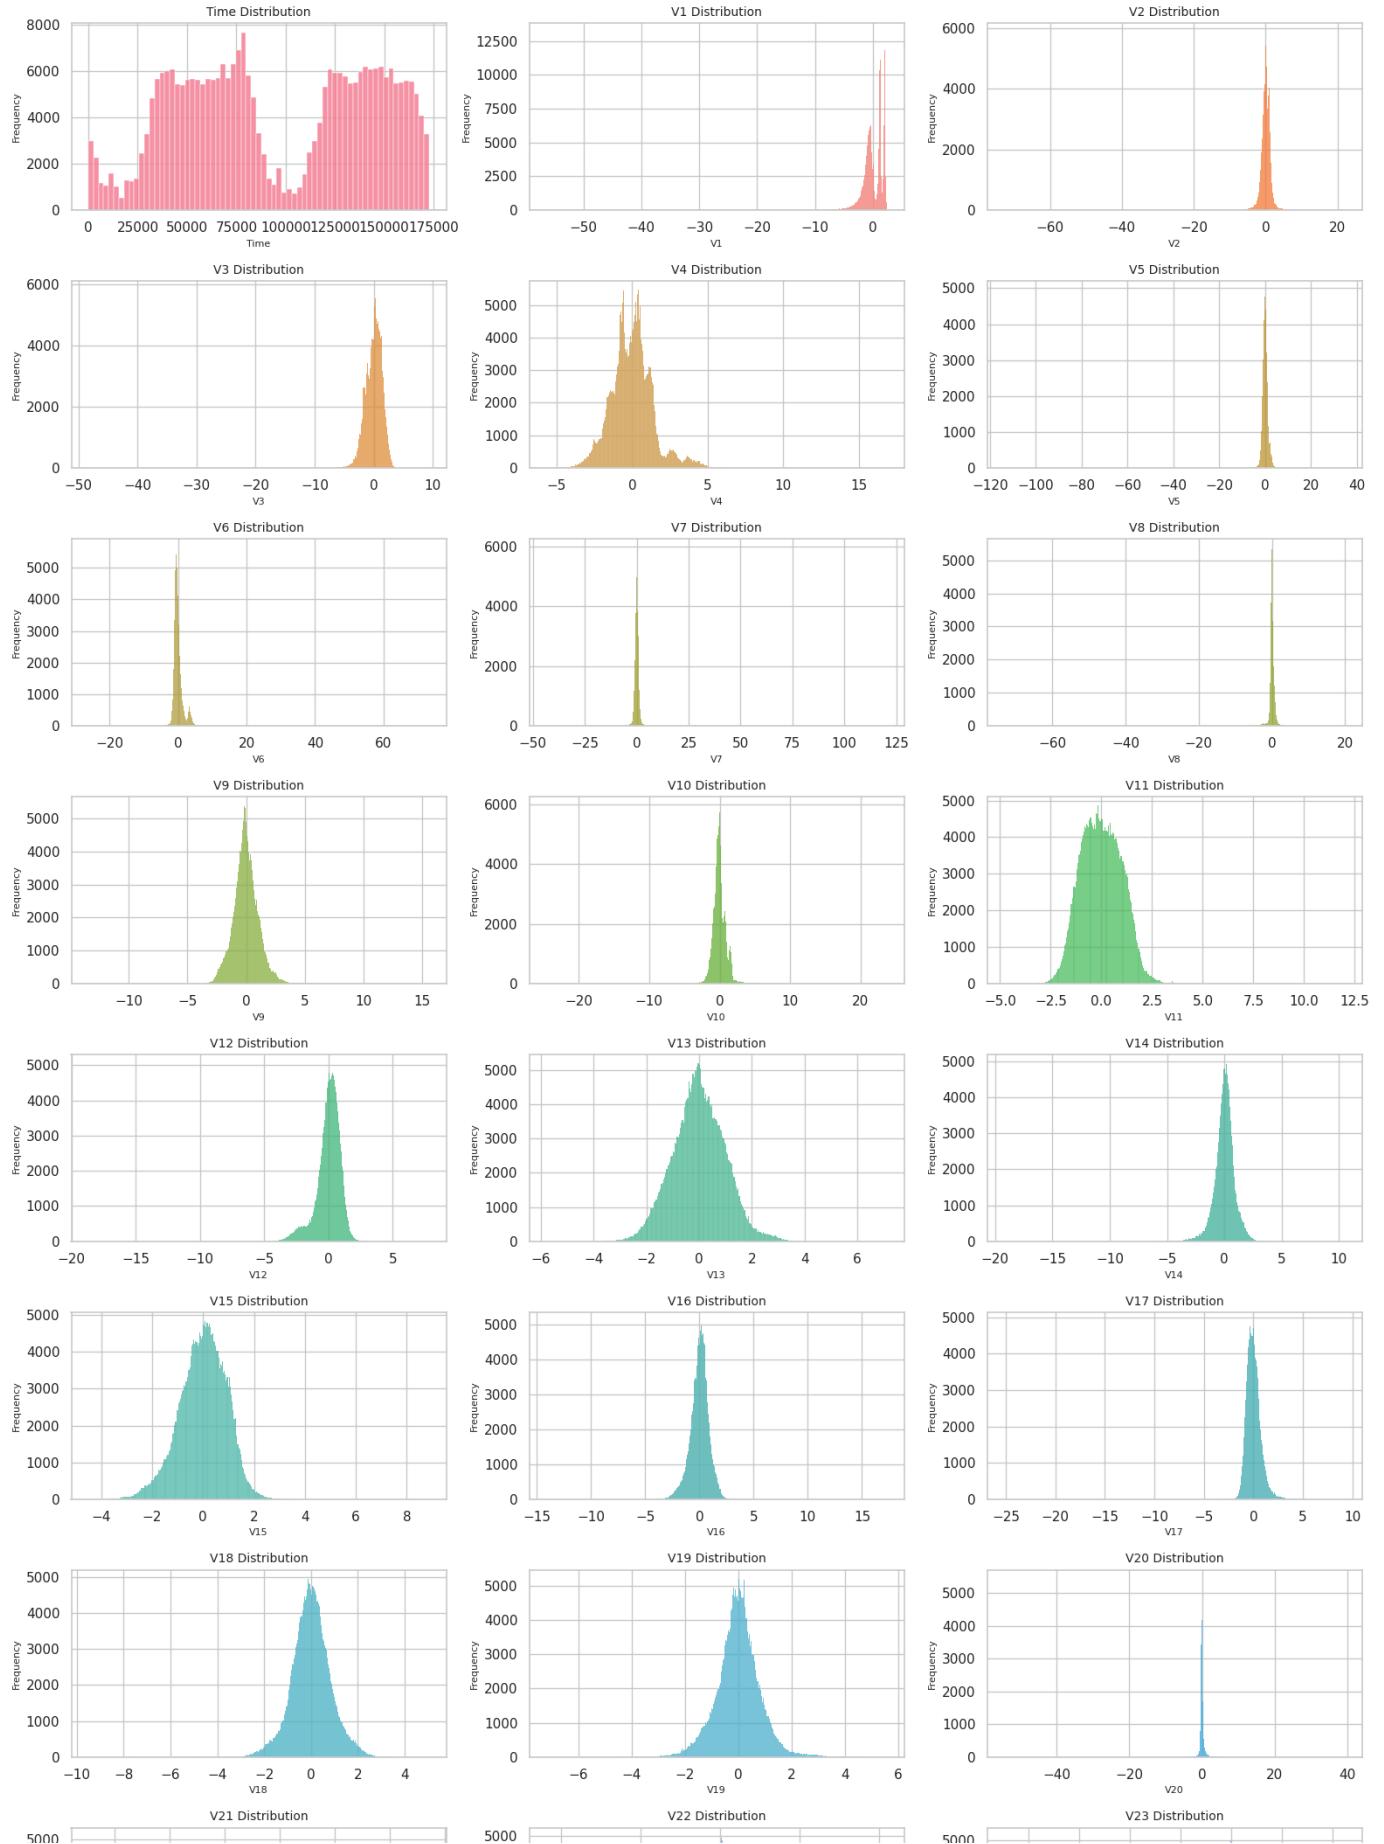 Time Distribution
8000
6000
4000
2000
0
Frequency
0 25000 50000 75000 100000 125000 150000 175000
Time
V1 Distribution
12500
10000
7500
5000
2500
0
Frequency
−50 −40 −30 −20 −10 0
V1
V2 Distribution
6000
4000
2000
0
Frequency
−60 −40 −20 0 20
V2
V3 Distribution
6000
4000
2000
0
Frequency
−50 −40 −30 −20 −10 0 10
V3
V4 Distribution
5000
4000
3000
2000
1000
0
Frequency
−5 0 5 10 15
V4
V5 Distribution
5000
4000
3000
2000
1000
0
Frequency
−120 −100 −80 −60 −40 −20 0 20 40
V5
V6 Distribution
5000
4000
3000
2000
1000
0
Frequency
−20 0 20 40 60
V6
V7 Distribution
6000
4000
2000
0
Frequency
−50 −25 0 25 50 75 100 125
V7
V8 Distribution
5000
4000
3000
2000
1000
0
Frequency
−60 −40 −20 0 20
V8
V9 Distribution
5000
4000
3000
2000
1000
0
Frequency
−10 −5 0 5 10 15
V9
V10 Distribution
6000
4000
2000
0
Frequency
−20 −10 0 10 20
V10
V11 Distribution
5000
4000
3000
2000
1000
0
Frequency
−5.0 −2.5 0.0 2.5 5.0 7.5 10.0 12.5
V11
V12 Distribution
5000
4000
3000
2000
1000
0
Frequency
−20 −15 −10 −5 0 5
V12
V13 Distribution
5000
4000
3000
2000
1000
0
Frequency
−6 −4 −2 0 2 4 6
V13
V14 Distribution
5000
4000
3000
2000
1000
0
Frequency
−20 −15 −10 −5 0 5 10
V14
V15 Distribution
5000
4000
3000
2000
1000
0
Frequency
−4 −2 0 2 4 6 8
V15
V16 Distribution
5000
4000
3000
2000
1000
0
Frequency
−15 −10 −5 0 5 10 15
V16
V17 Distribution
5000
4000
3000
2000
1000
0
Frequency
−25 −20 −15 −10 −5 0 5 10
V17
V18 Distribution
5000
4000
3000
2000
1000
0
Frequency
−10 −8 −6 −4 −2 0 2 4
V18
V19 Distribution
5000
4000
3000
2000
1000
0
Frequency
−6 −4 −2 0 2 4 6
V19
V20 Distribution
5000
4000
3000
2000
1000
0
Frequency
−40 −20 0 20 40
V20
V21 Distribution
5000
V22 Distribution
5000
V23 Distribution
5000